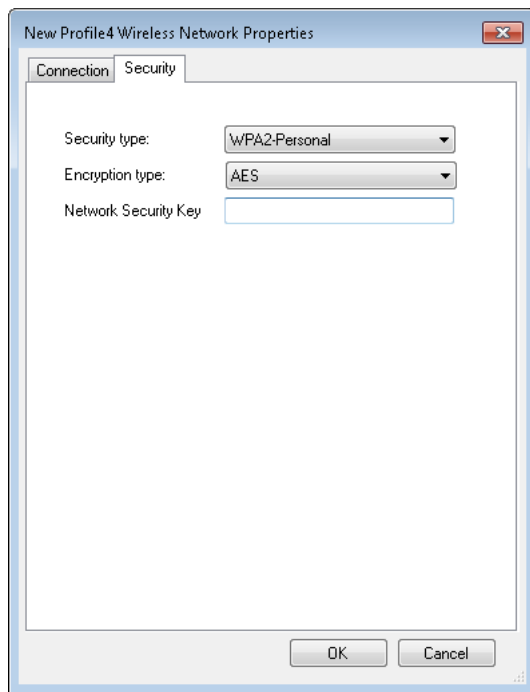 New Profile4 Wireless Network Properties
Connection Security
Security type: WPA2-Personal
Encryption type: AES
Network Security Key
OK Cancel